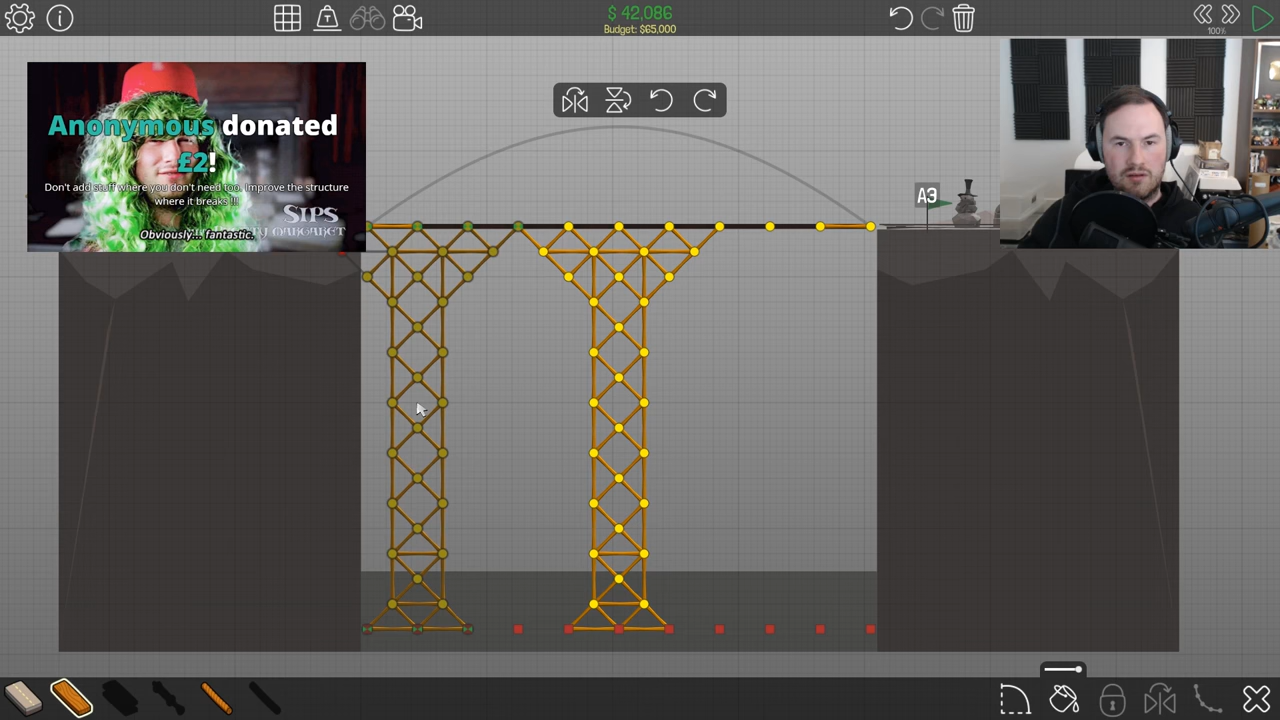 $ 42,086
Budget: $65,000
100%
T
Anonymous donated
£2!
Don't add stuff where you don't need too. Improve the structure
where it breaks !!!
SIPS
CABARET
Obviously... fantastic.
A3